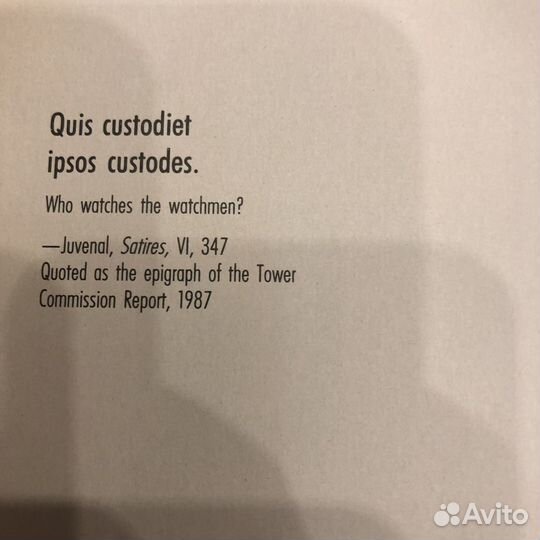 Quis custodiet
ipsos custodes.
Who watches the watchmen?
—Juvenal, Satires, VI, 347
Quoted as the epigraph of the Tower
Commission Report, 1987
Avito